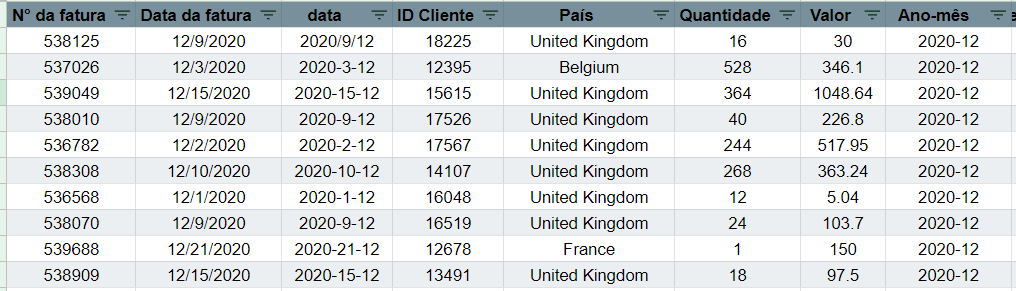 N° da fatura Data da fatura data ID Cliente País Quantidade Valor Ano-mês
538125 12/9/2020 2020/9/12 18225 United Kingdom 16 30 2020-12
537026 12/3/2020 2020-3-12 12395 Belgium 528 346.1 2020-12
539049 12/15/2020 2020-15-12 15615 United Kingdom 364 1048.64 2020-12
538010 12/9/2020 2020-9-12 17526 United Kingdom 40 226.8 2020-12
536782 12/2/2020 2020-2-12 17567 United Kingdom 244 517.95 2020-12
538308 12/10/2020 2020-10-12 14107 United Kingdom 268 363.24 2020-12
536568 12/1/2020 2020-1-12 16048 United Kingdom 12 5.04 2020-12
538070 12/9/2020 2020-9-12 16519 United Kingdom 24 103.7 2020-12
539688 12/21/2020 2020-21-12 12678 France 1 150 2020-12
538909 12/15/2020 2020-15-12 13491 United Kingdom 18 97.5 2020-12